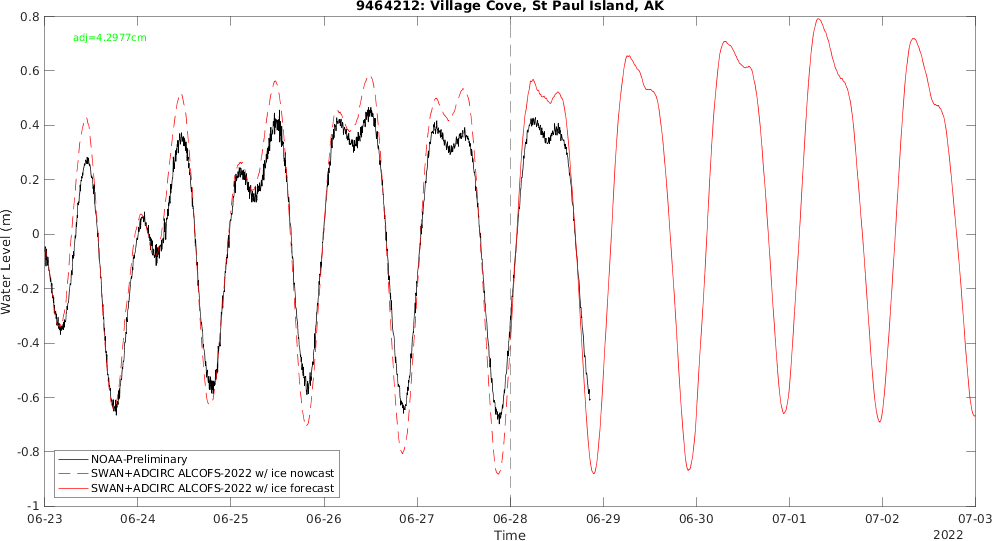 9464212: Village Cove, St Paul Island, AK
adj=4.2977cm
Water Level (m)
0.8
0.6
0.4
0.2
0
-0.2
-0.4
-0.6
-0.8
-1
NOAA-Preliminary
SWAN+ADCIRC ALCOFS-2022 w/ ice nowcast
SWAN+ADCIRC ALCOFS-2022 w/ ice forecast
06-23 06-24 06-25 06-26 06-27 06-28 06-29 06-30 07-01 07-02 07-03
Time
2022